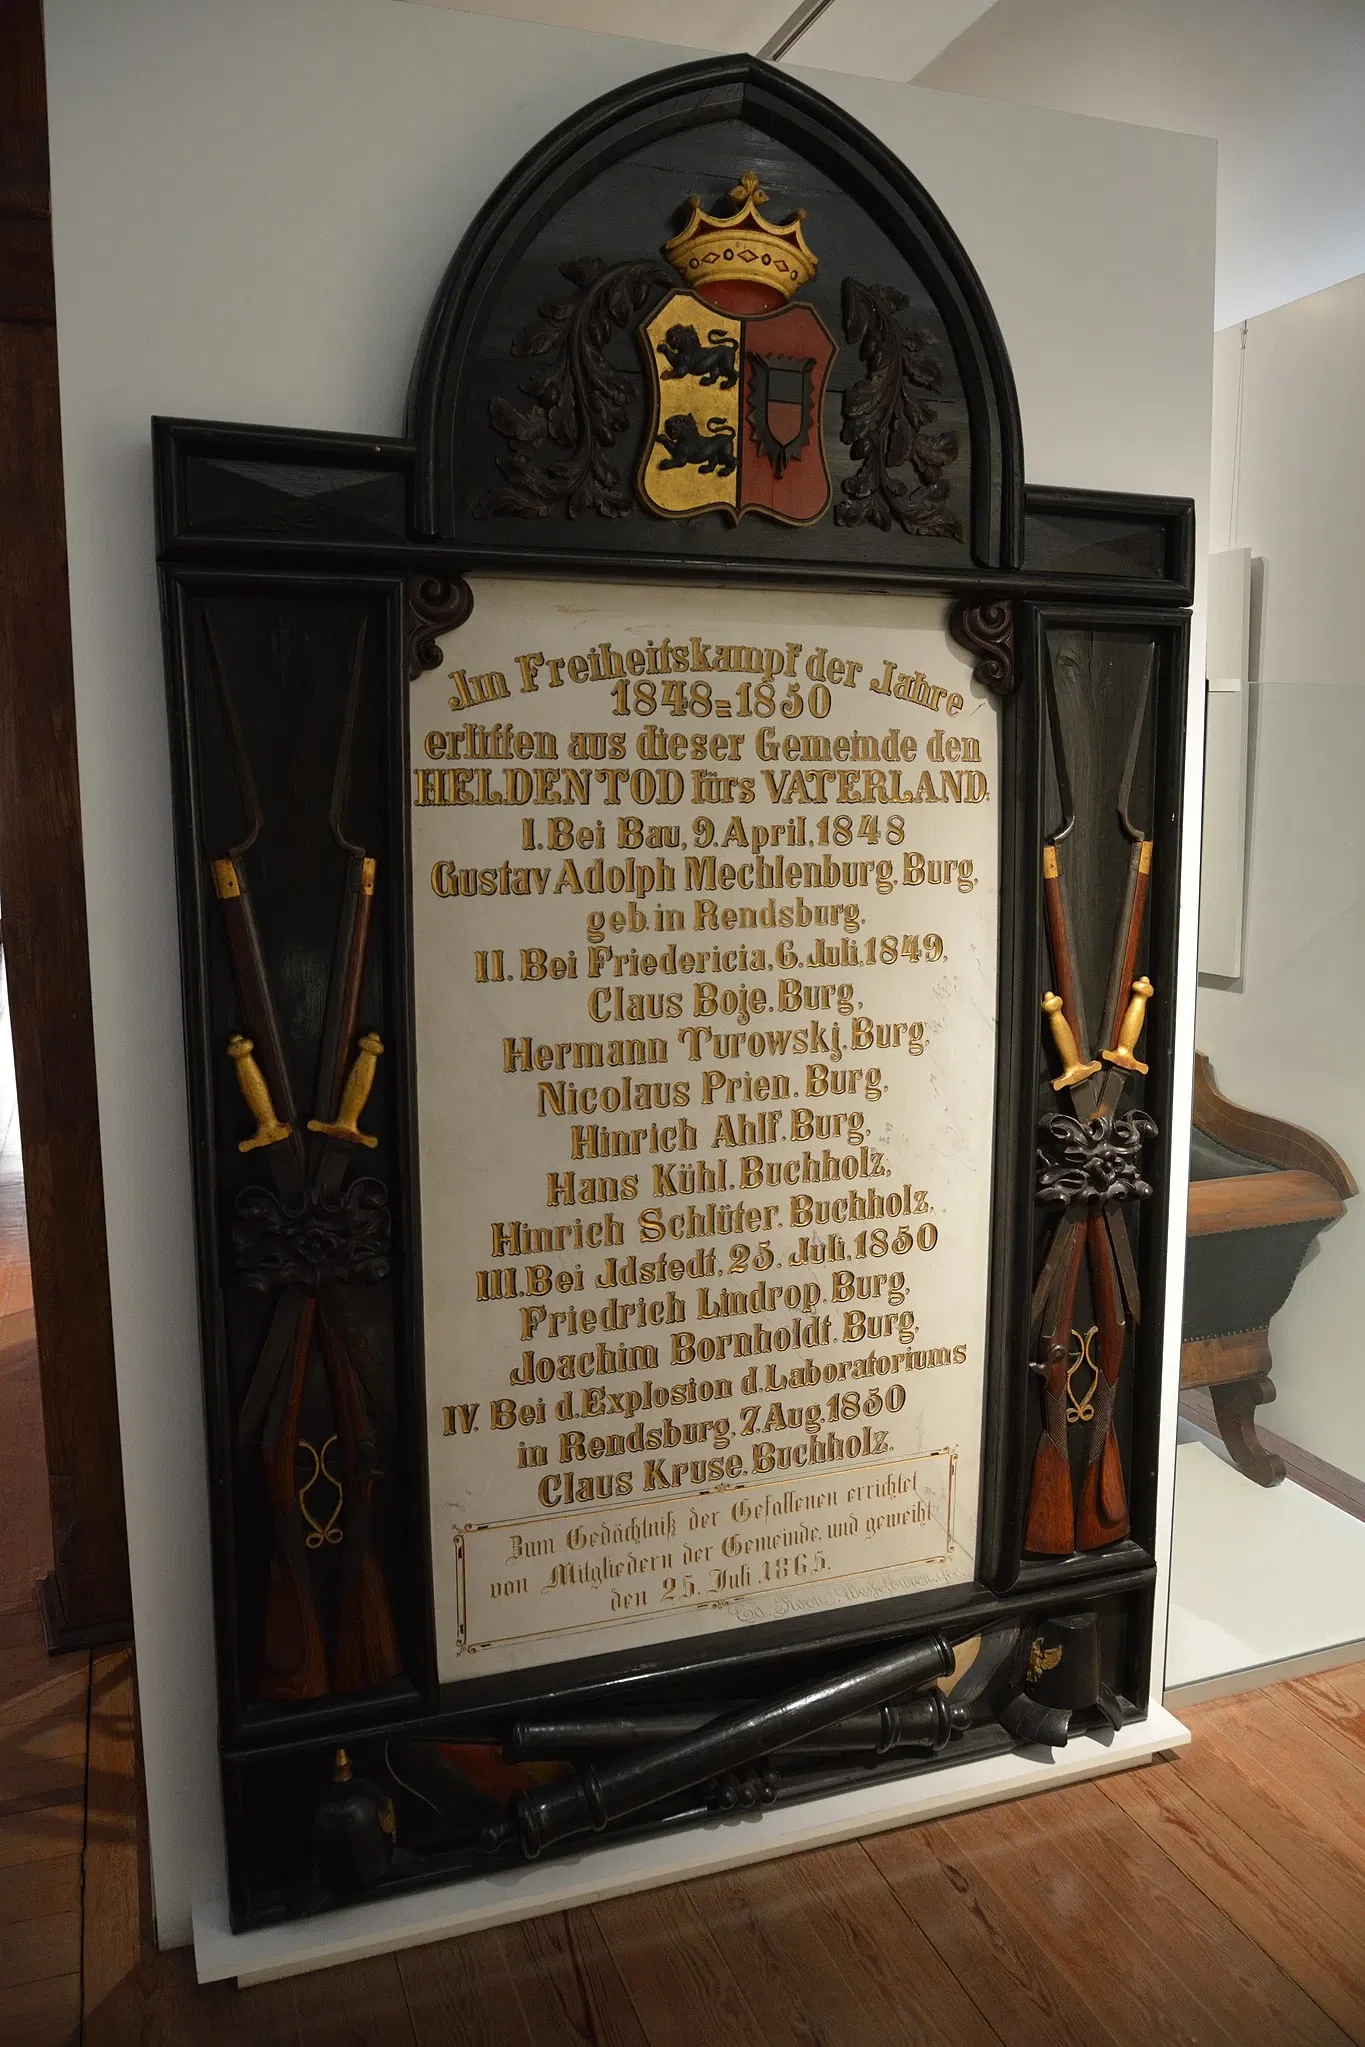 Im Freiheitskampf der Jahre
1848=1850
erlitten aus dieser Gemeinde den
HELDENTOD fürs VATERLAND:
I. Bei Bau, 9. April, 1848
Gustav Adolph Mechlenburg. Burg,
geb. in Rendsburg.
II. Bei Friedericia, 6. Juli, 1849,
Claus Boje. Burg,
Hermann Turowskj. Burg,
Nicolaus Prien. Burg,
Hinrich Ahlf. Burg,
Hans Kühl. Buchholz,
Hinrich Schlüter. Buchholz,
III. Bei Jdstedt, 25. Juli, 1850
Friedrich Lindrop. Burg,
Joachim Bornholdt. Burg,
IV. Bei d. Explosion d. Laboratoriums
in Rendsburg, 7. Aug. 1850
Claus Kruse. Buchholz.
Zum Gedächtniß der Gefallenen errichtet
von Mitgliedern der Gemeinde, und geweiht
den 25. Juli 1865.